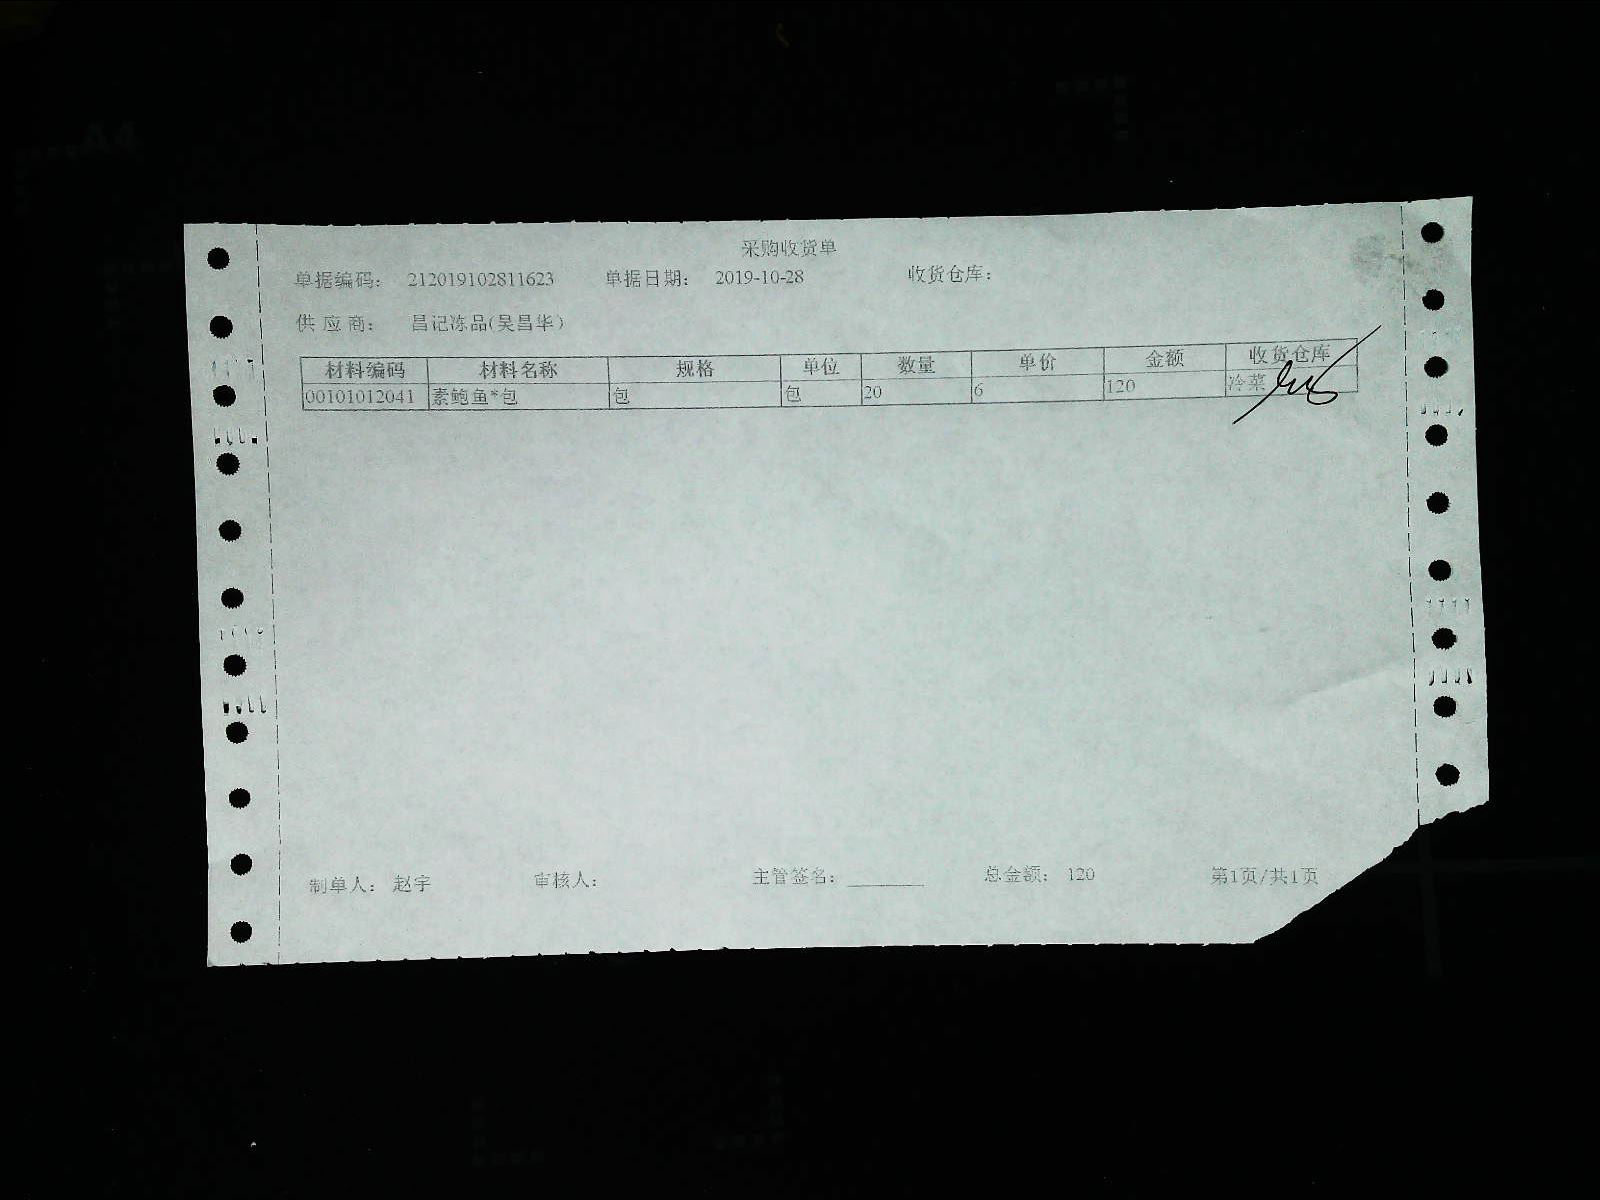 采购收货单
单据编码： 212019102811623 单据日期： 2019-10-28 收货仓库：
供 应 商： 昌记冻品(吴昌华)
材料编码 材料名称 规格 单位 数量 单价 金额 收货仓库
00101012041 素鲍鱼*包 包 包 20 6 120 冷菜
制单人： 赵宇 审核人： 主管签名： ________ 总金额： 120 第1页/共1页